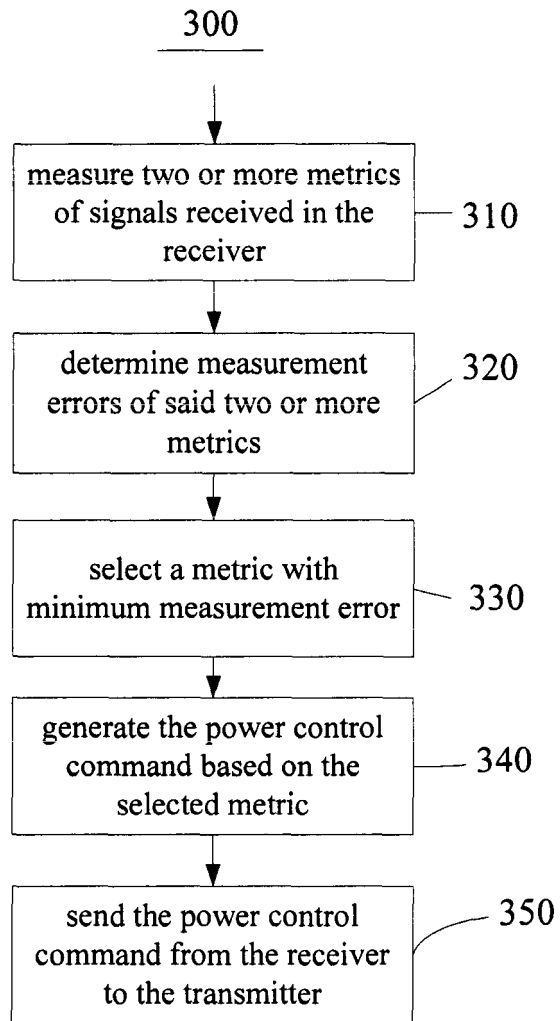 300
measure two or more metrics
of signals received in the
receiver
310
determine measurement
errors of said two or more
metrics
320
select a metric with
minimum measurement error
330
generate the power control
command based on the
selected metric
340
send the power control
command from the receiver
to the transmitter
350